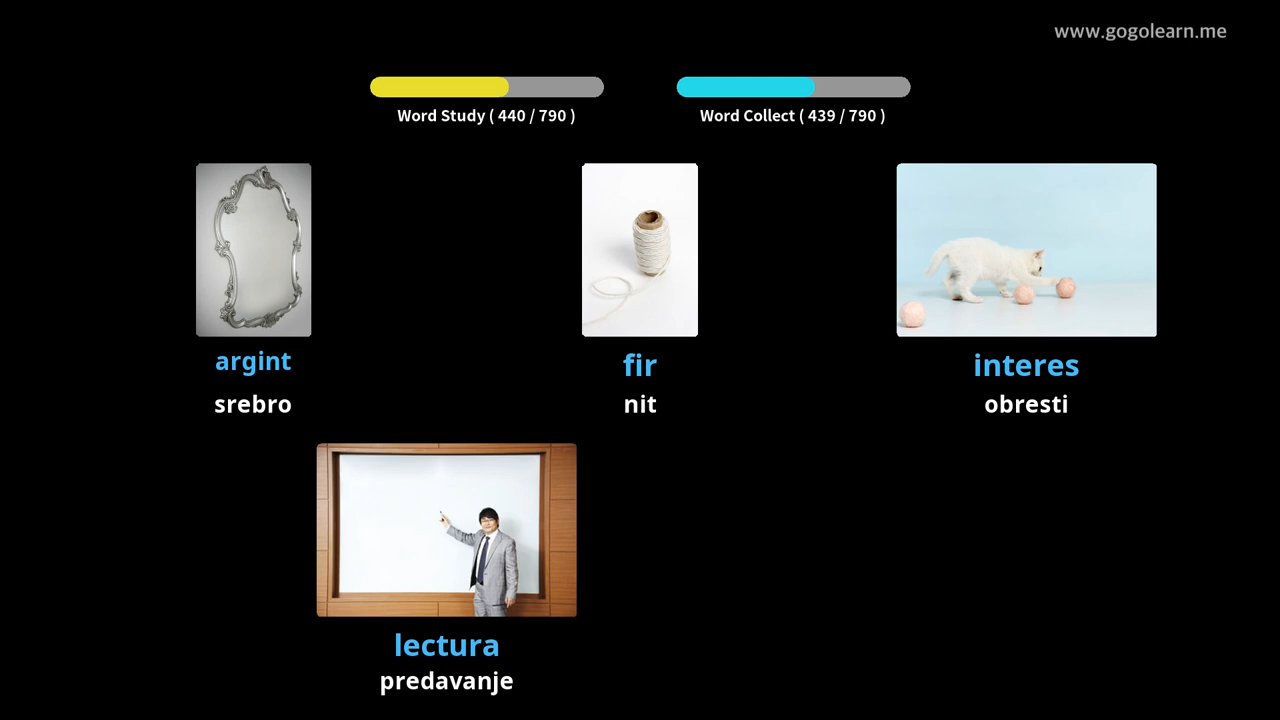 www.gogolearn.me
Word Study ( 440 / 790 )
Word Collect ( 439 / 790 )
argint
srebro
fir
nit
interes
obresti
lectura
predavanje